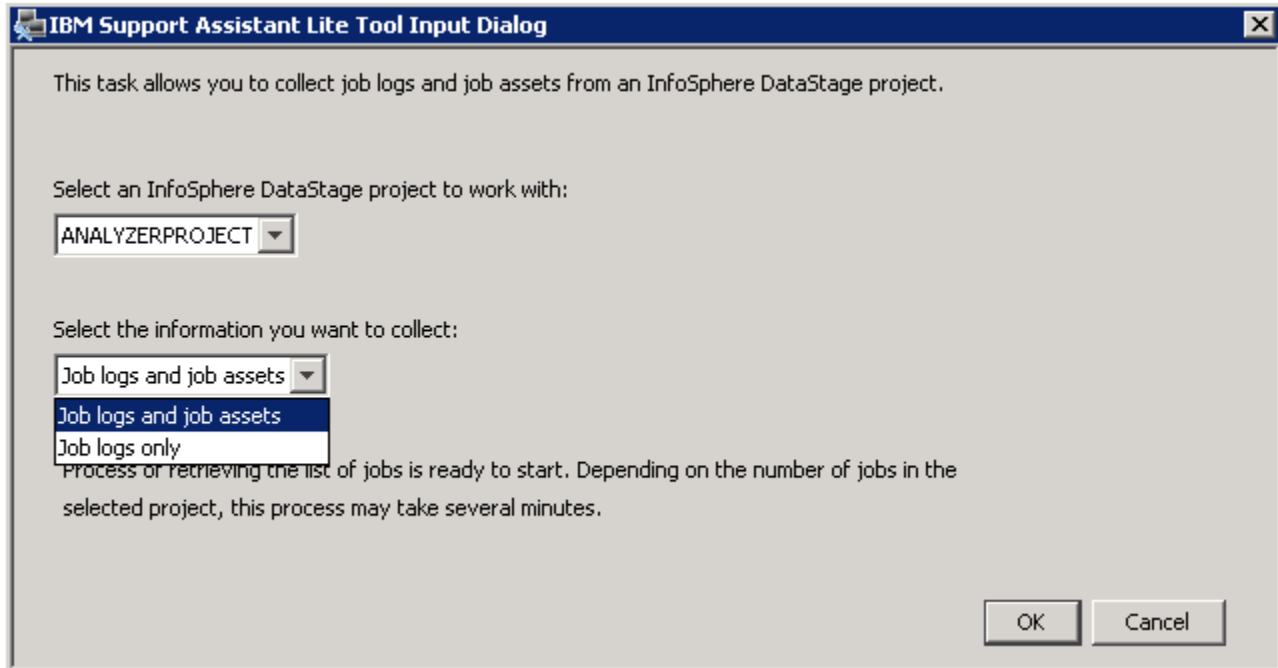 IBM Support Assistant Lite Tool Input Dialog
This task allows you to collect job logs and job assets from an InfoSphere DataStage project.
Select an InfoSphere DataStage project to work with:
ANALYZERPROJECT
Select the information you want to collect:
Job logs and job assets
Job logs and job assets
Job logs only
Process of retrieving the list of jobs is ready to start. Depending on the number of jobs in the
selected project, this process may take several minutes.
OK Cancel